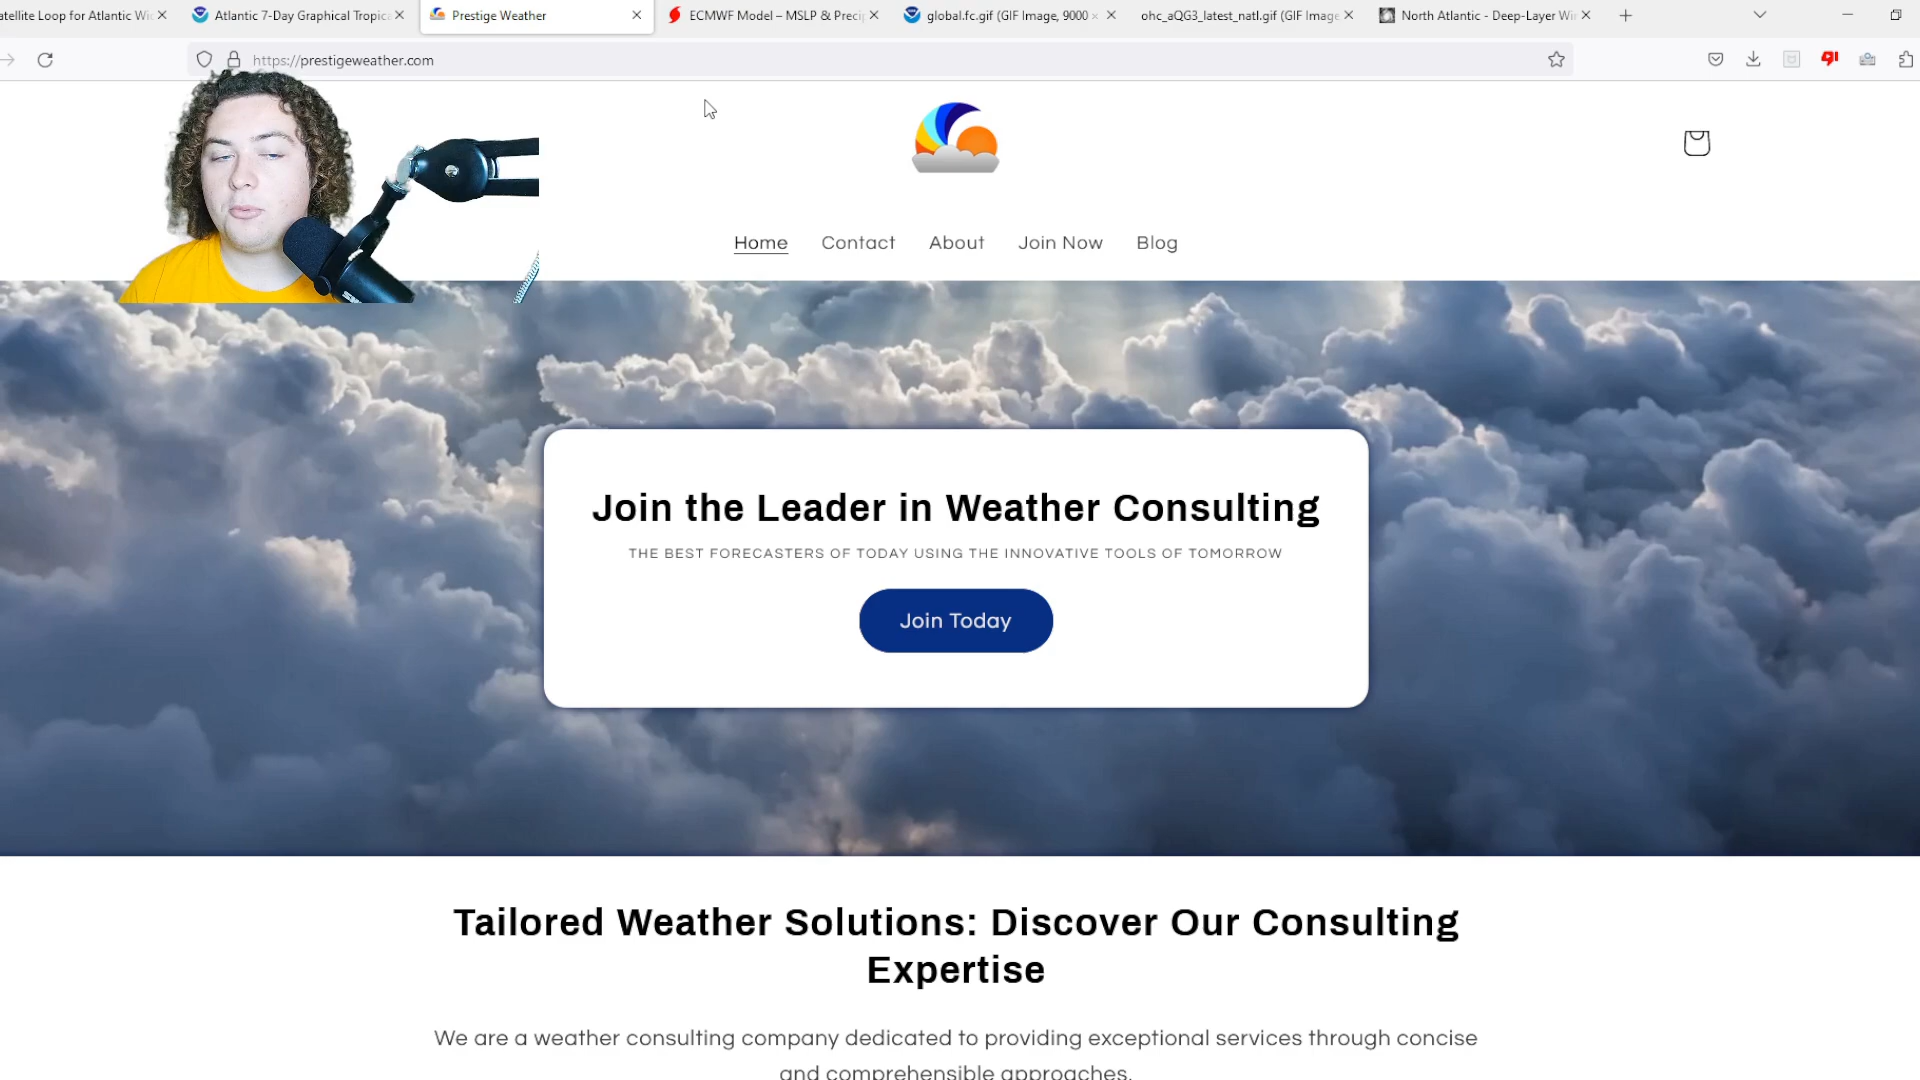 atellite Loop for Atlantic Wi
Atlantic 7-Day Graphical Tropica
Prestige Weather
ECMWF Model – MSLP & Preci
global.fc.gif (GIF Image, 9000 ×
ohc_aQG3_latest_natl.gif (GIF Image
North Atlantic - Deep-Layer Wi
https://prestigeweather.com
Home Contact About Join Now Blog
Join the Leader in Weather Consulting
THE BEST FORECASTERS OF TODAY USING THE INNOVATIVE TOOLS OF TOMORROW
Join Today
Tailored Weather Solutions: Discover Our Consulting
Expertise
We are a weather consulting company dedicated to providing exceptional services through concise
and comprehensible approaches.